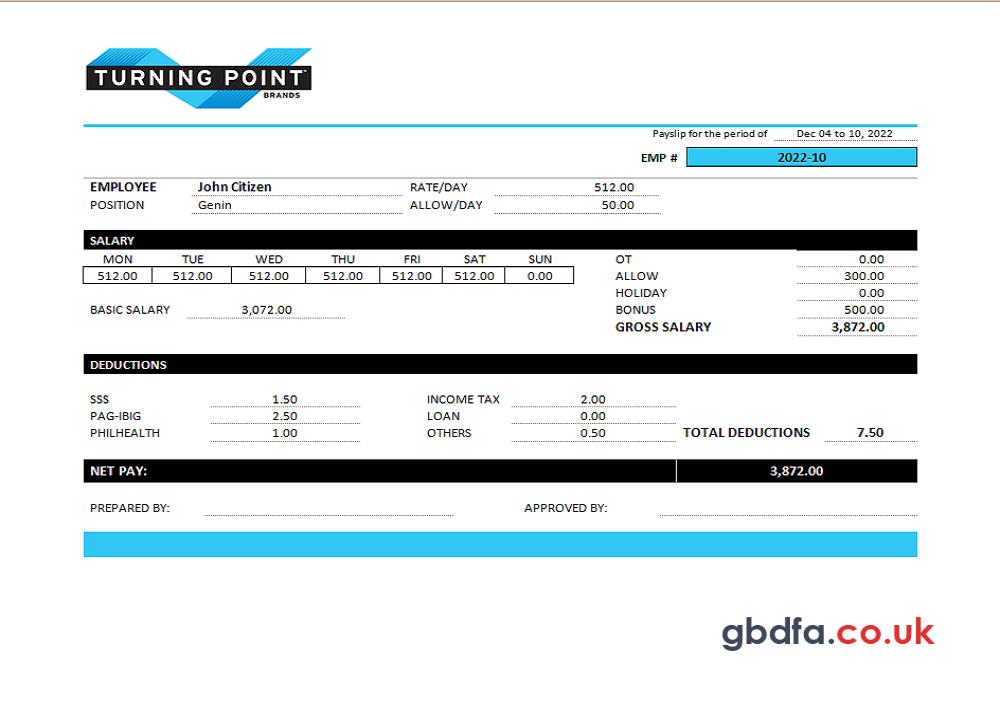 TURNING POINT
BRANDS
Payslip for the period of Dec 04 to 10, 2022
EMP # 2022-10
EMPLOYEE John Citizen RATE/DAY 512.00
POSITION Genin ALLOW/DAY 50.00
SALARY
MON TUE WED THU FRI SAT SUN OT 0.00
512.00 512.00 512.00 512.00 512.00 512.00 0.00 ALLOW 300.00
HOLIDAY 0.00
BASIC SALARY 3,072.00 BONUS 500.00
GROSS SALARY 3,872.00
DEDUCTIONS
SSS 1.50 INCOME TAX 2.00
PAG-IBIG 2.50 LOAN 0.00
PHILHEALTH 1.00 OTHERS 0.50 TOTAL DEDUCTIONS 7.50
NET PAY: 3,872.00
PREPARED BY: APPROVED BY:
gbdfa.co.uk